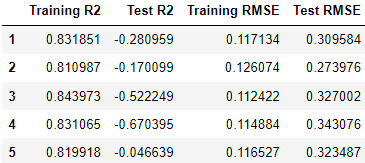 Training R2 Test R2 Training RMSE Test RMSE
1 0.831851 -0.280959 0.117134 0.309584
2 0.810987 -0.170099 0.126074 0.273976
3 0.843973 -0.522249 0.112422 0.327002
4 0.831065 -0.670395 0.114884 0.343076
5 0.819918 -0.046639 0.116527 0.323487